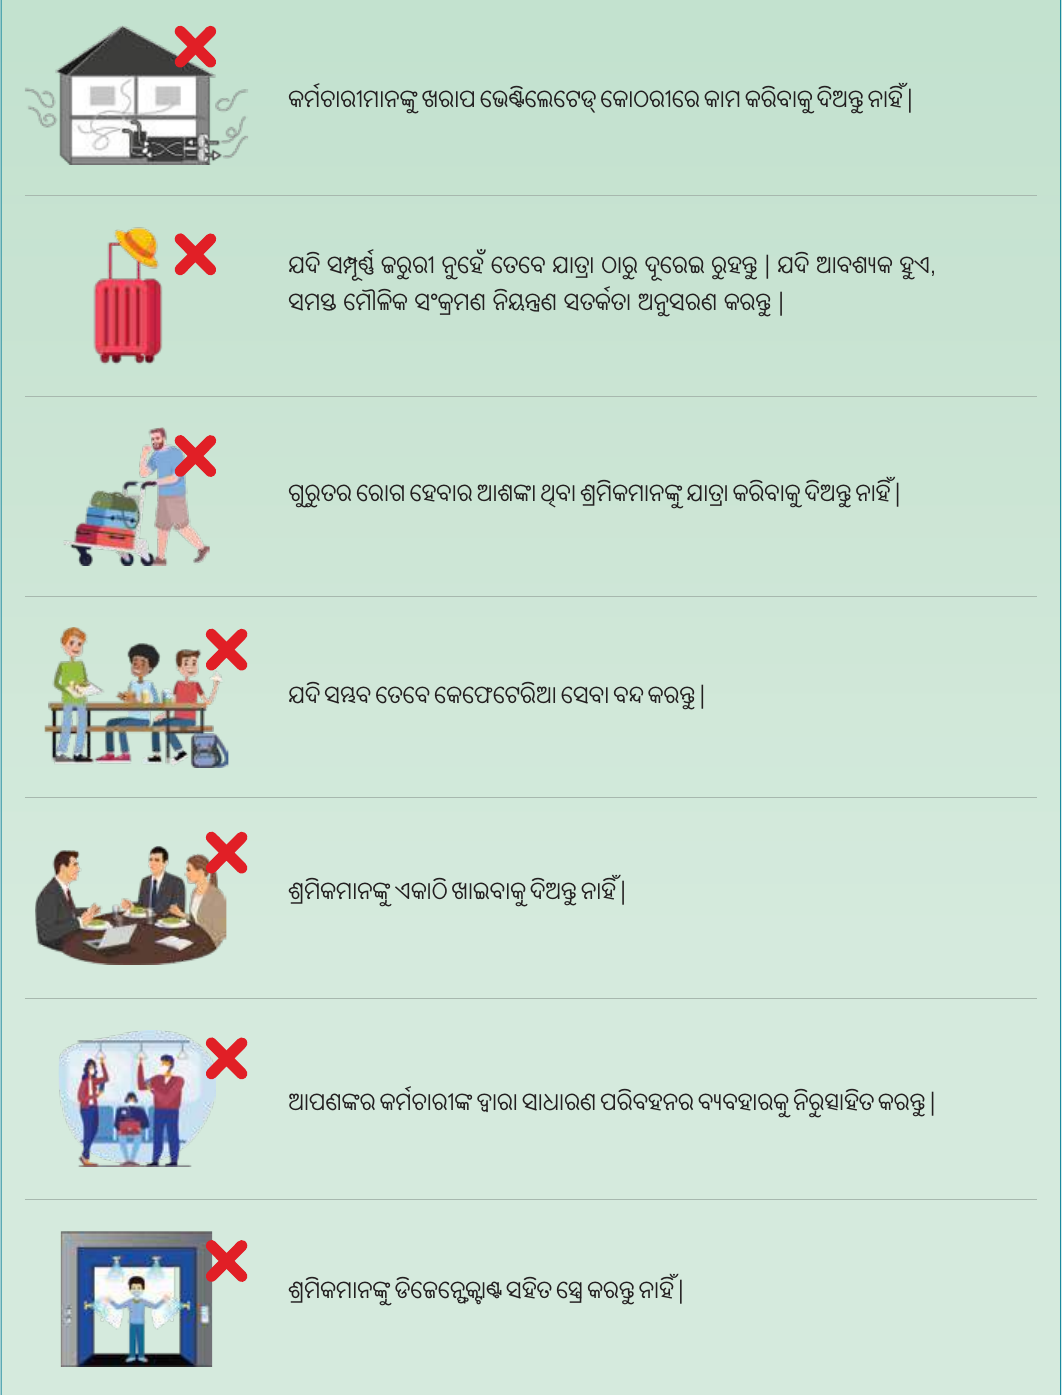 କର୍ମଚାରୀମାନଙ୍କୁ ଖରାପ ଭେଣ୍ଟିଲେଟେଡ୍ କୋଠରୀରେ କାମ କରିବାକୁ ଦିଅନ୍ତୁ ନାହିଁ |
ଯଦି ସମ୍ପୂର୍ଣ୍ଣ ଜରୁରୀ ନୁହେଁ ତେବେ ଯାତ୍ରା ଠାରୁ ଦୂରେଇ ରୁହନ୍ତୁ | ଯଦି ଆବଶ୍ୟକ ହୁଏ,
ସମସ୍ତ ମୌଳିକ ସଂକ୍ରମଣ ନିୟନ୍ତ୍ରଣ ସତର୍କତା ଅନୁସରଣ କରନ୍ତୁ |
ଗୁରୁତର ରୋଗ ହେବାର ଆଶଙ୍କା ଥିବା ଶ୍ରମିକମାନଙ୍କୁ ଯାତ୍ରା କରିବାକୁ ଦିଅନ୍ତୁ ନାହିଁ |
ଯଦି ସମ୍ଭବ ତେବେ କେଫେଟେରିଆ ସେବା ବନ୍ଦ କରନ୍ତୁ |
ଶ୍ରମିକମାନଙ୍କୁ ଏକାଠି ଖାଇବାକୁ ଦିଅନ୍ତୁ ନାହିଁ |
ଆପଣଙ୍କର କର୍ମଚାରୀଙ୍କ ଦ୍ୱାରା ସାଧାରଣ ପରିବହନର ବ୍ୟବହାରକୁ ନିରୁତ୍ସାହିତ କରନ୍ତୁ |
ଶ୍ରମିକମାନଙ୍କୁ ଡିଜେନ୍ଫେକ୍ଟାଣ୍ଟ ସହିତ ସ୍ପ୍ରେ କରନ୍ତୁ ନାହିଁ |